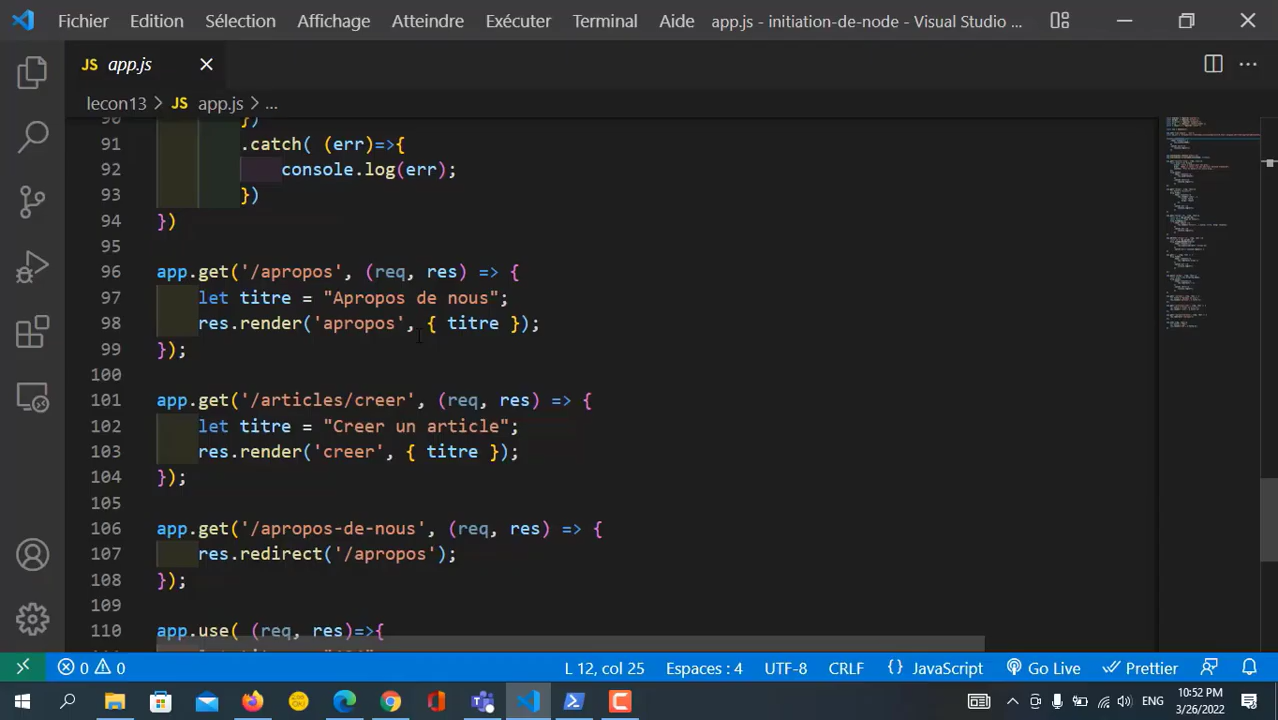 Fichier Edition Sélection Affichage Atteindre Exécuter Terminal Aide app.js - initiation-de-node - Visual Studio ...
JS app.js
lecon13 > JS app.js > ...
90 })
91 .catch( (err)=>{
92 console.log(err);
93 })
94 })
95
96 app.get('/apropos', (req, res) => {
97 let titre = "Apropos de nous";
98 res.render('apropos', { titre });
99 });
100
101 app.get('/articles/creer', (req, res) => {
102 let titre = "Creer un article";
103 res.render('creer', { titre });
104 });
105
106 app.get('/apropos-de-nous', (req, res) => {
107 res.redirect('/apropos');
108 });
109
110 app.use( (req, res)=>{
0 0 L 12, col 25 Espaces : 4 UTF-8 CRLF {} JavaScript Go Live Prettier
ENG 10:52 PM
3/26/2022